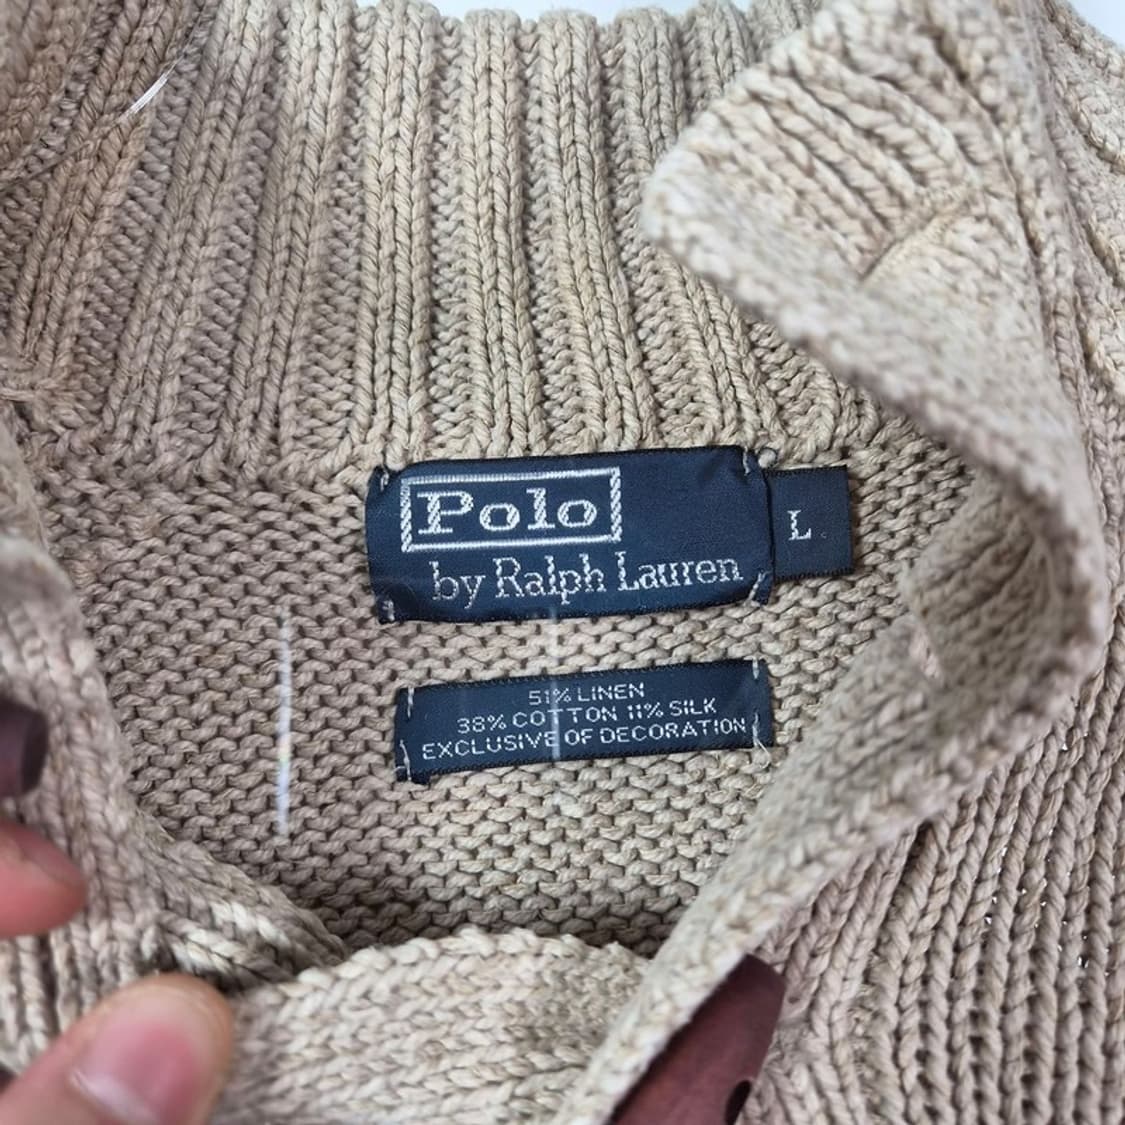 Polo
by Ralph Lauren
L
51% LINEN
38% COTTON 11% SILK
EXCLUSIVE OF DECORATION